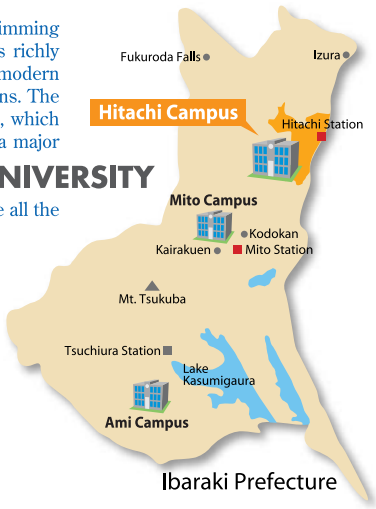 imming
s richly
modern
ns. The
, which
a major
NIVERSITY
e all the
Fukuroda Falls
Izura
Hitachi Campus
Hitachi Station
Mito Campus
Kodokan
Kairakuen
Mito Station
Mt. Tsukuba
Tsuchiura Station
Lake
Kasumigaura
Ami Campus
Ibaraki Prefecture